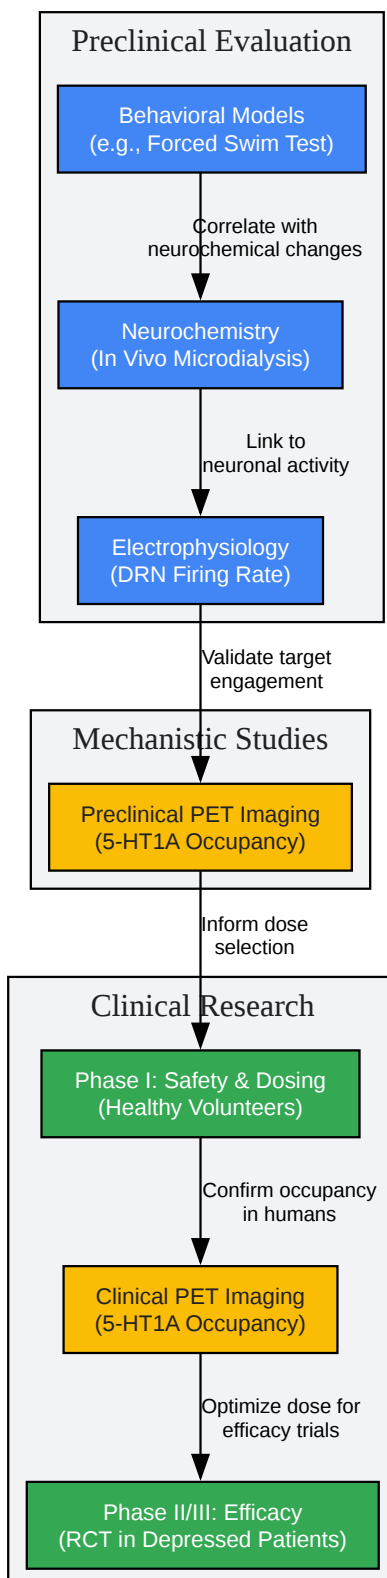 Preclinical Evaluation
Behavioral Models
(e.g., Forced Swim Test)
Correlate with
neurochemical changes
Neurochemistry
(In Vivo Microdialysis)
Link to
neuronal activity
Electrophysiology
(DRN Firing Rate)
Validate target
engagement
Mechanistic Studies
Preclinical PET Imaging
(5-HT1A Occupancy)
Inform dose
selection
Clinical Research
Phase I: Safety & Dosing
(Healthy Volunteers)
Confirm occupancy
in humans
Clinical PET Imaging
(5-HT1A Occupancy)
Optimize dose for
efficacy trials
Phase II/III: Efficacy
(RCT in Depressed Patients)